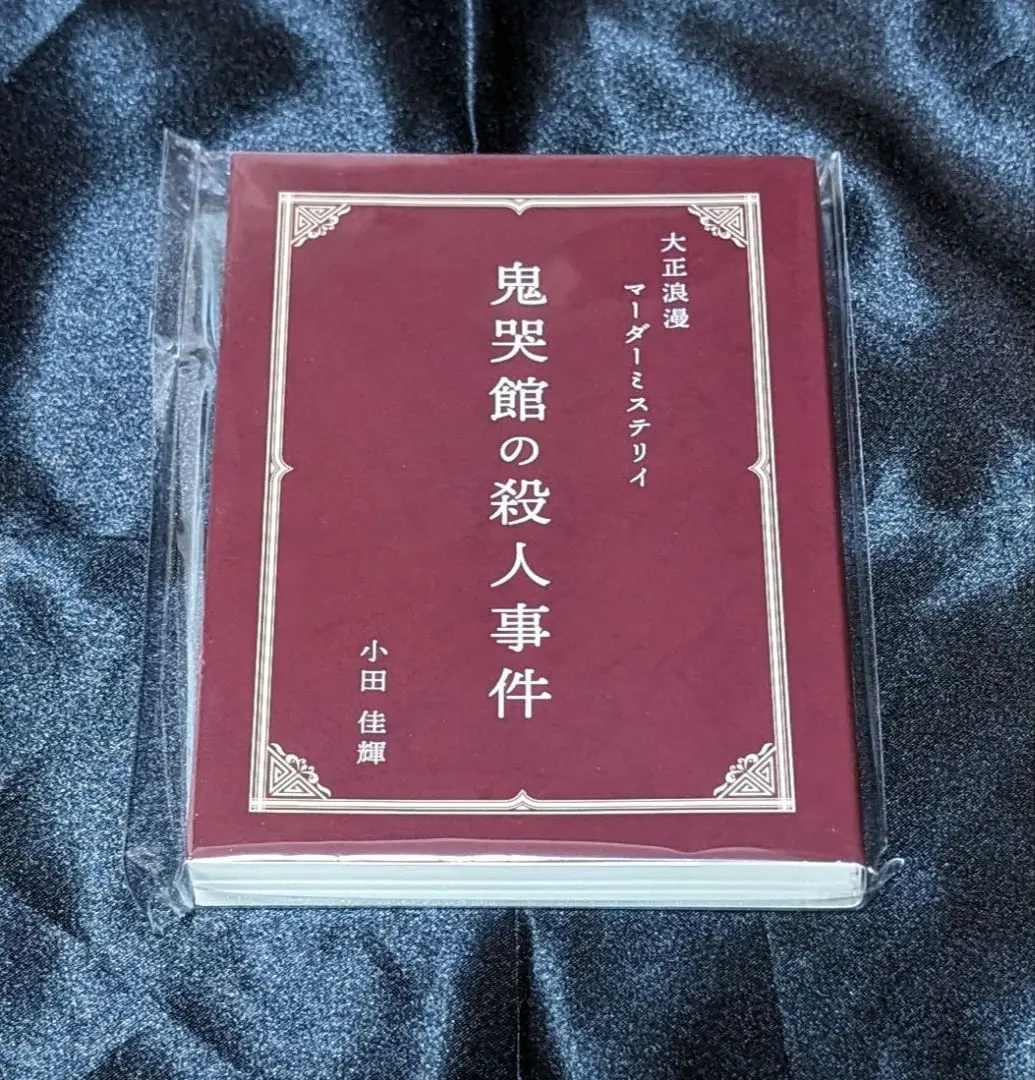 大正浪漫
マーダーミステリイ
鬼哭館の殺人事件
小田 佳輝